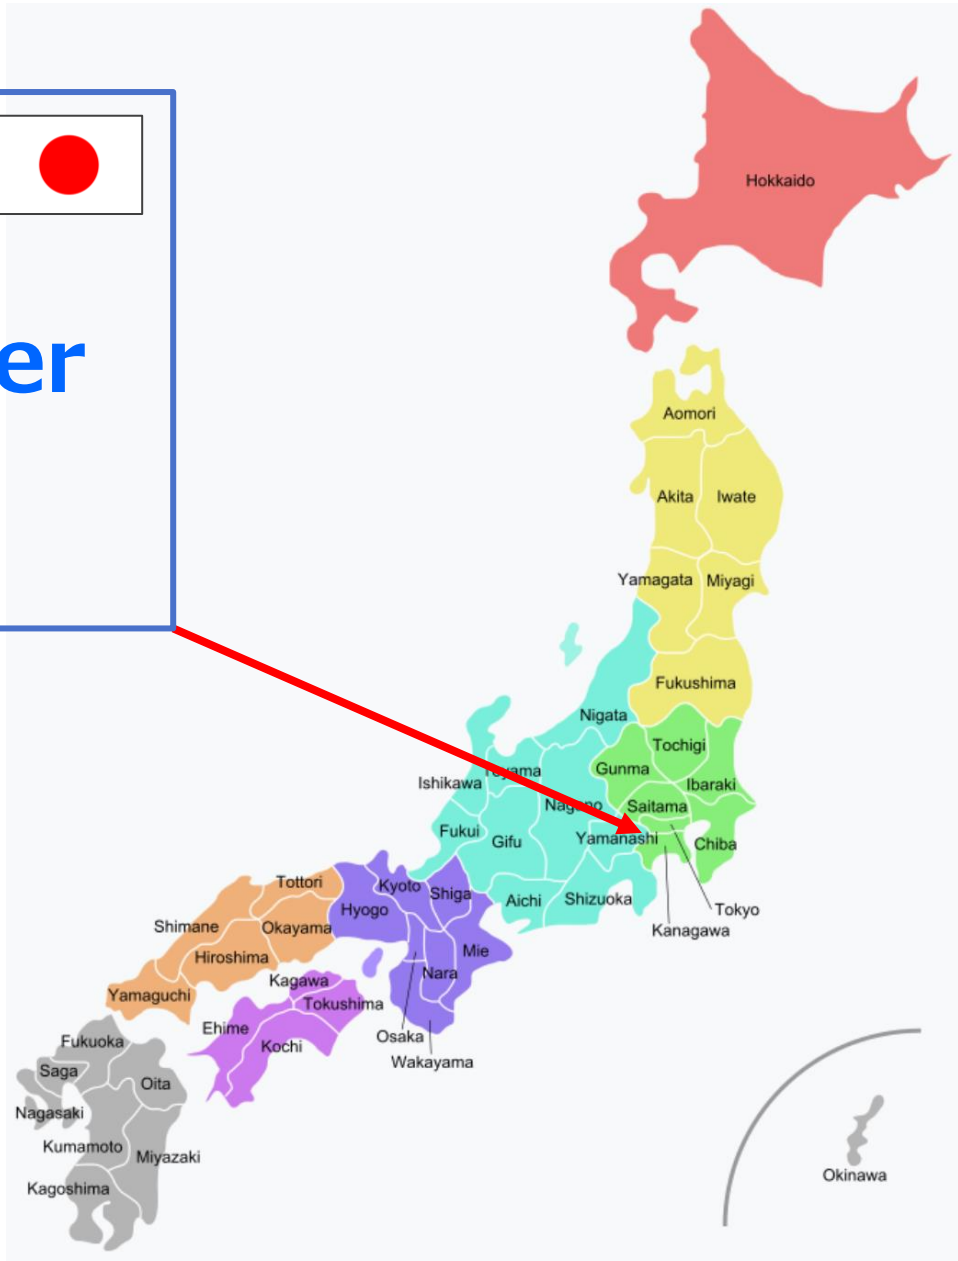 er
Hokkaido
Aomori
Akita
Iwate
Yamagata
Miyagi
Fukushima
Nigata
Tochigi
Gunma
Ibaraki
Toyama
Ishikawa
Nagano
Saitama
Fukui
Gifu
Yamanashi
Chiba
Tottori
Kyoto
Shiga
Aichi
Shizuoka
Tokyo
Hyogo
Kanagawa
Shimane
Okayama
Hiroshima
Mie
Nara
Kagawa
Yamaguchi
Tokushima
Ehime
Osaka
Kochi
Wakayama
Fukuoka
Saga
Oita
Nagasaki
Kumamoto
Miyazaki
Kagoshima
Okinawa